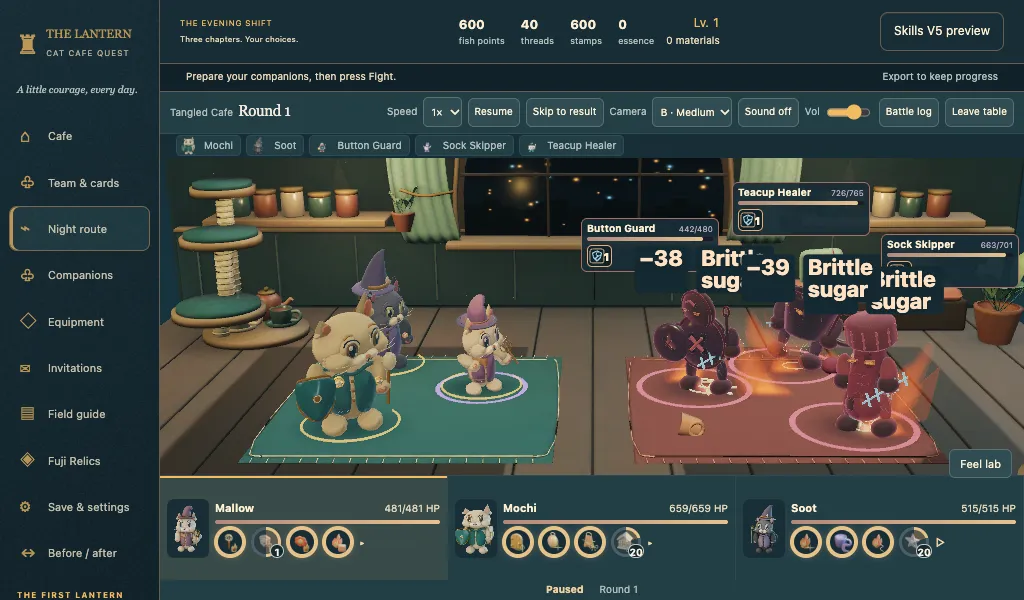 THE LANTERN
CAT CAFE QUEST
A little courage, every day.
Cafe
Team & cards
Night route
Companions
Equipment
Invitations
Field guide
Fuji Relics
Save & settings
Before / after
THE FIRST LANTERN
THE EVENING SHIFT
Three chapters. Your choices.
600 fish points
40 threads
600 stamps
0 essence
Lv. 1
0 materials
Skills V5 preview
Prepare your companions, then press Fight.
Export to keep progress
Tangled Cafe Round 1
Speed 1x Resume Skip to result Camera B · Medium Sound off Vol Battle log Leave table
Mochi Soot Button Guard Sock Skipper Teacup Healer
Teacup Healer 726/765
1
Button Guard 442/480
1
Sock Skipper 663/701
−38
−39
Brittle sugar
Brittle sugar
Feel lab
Mallow 481/481 HP
1
Mochi 659/659 HP
20
Soot 515/515 HP
20
Paused Round 1